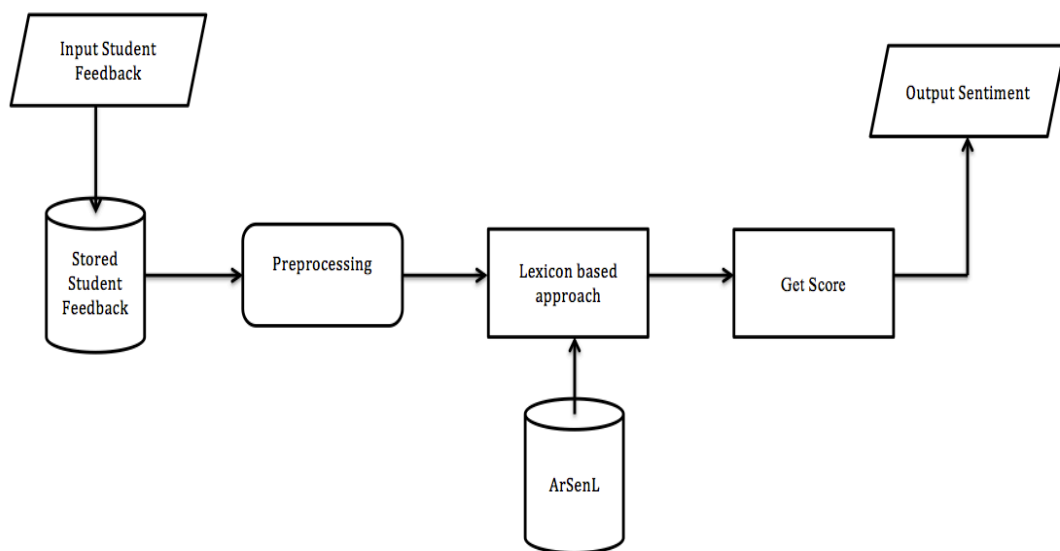 Input Student
Feedback
Stored
Student
Feedback
Preprocessing
Lexicon based
approach
ArSenL
Get Score
Output Sentiment